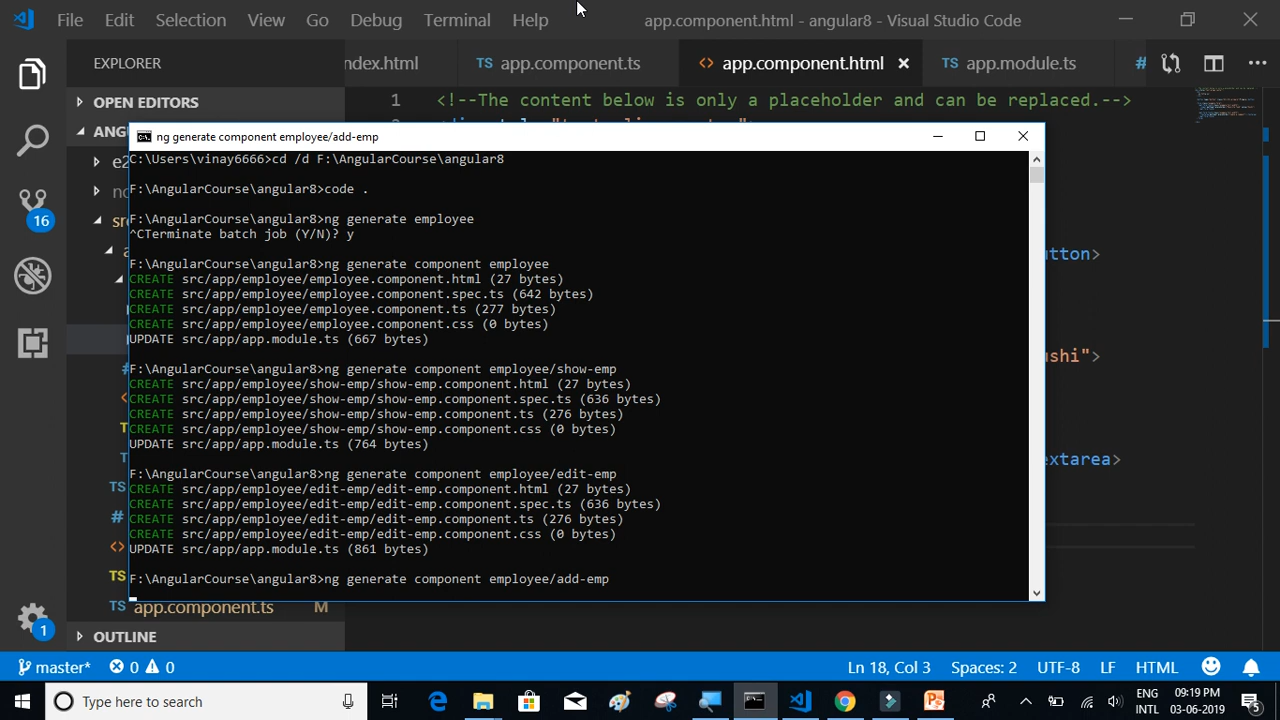 File Edit Selection View Go Debug Terminal Help
app.component.html - angular8 - Visual Studio Code
EXPLORER
ndex.html
TS app.component.ts
<> app.component.html
TS app.module.ts
#
OPEN EDITORS
1 <!--The content below is only a placeholder and can be replaced.-->
ANG
ng generate component employee/add-emp
C:\Users\vinay6666>cd /d F:\AngularCourse\angular8
F:\AngularCourse\angular8>code .
F:\AngularCourse\angular8>ng generate employee
^CTerminate batch job (Y/N)? y
F:\AngularCourse\angular8>ng generate component employee
CREATE src/app/employee/employee.component.html (27 bytes)
CREATE src/app/employee/employee.component.spec.ts (642 bytes)
CREATE src/app/employee/employee.component.ts (277 bytes)
CREATE src/app/employee/employee.component.css (0 bytes)
UPDATE src/app/app.module.ts (667 bytes)
F:\AngularCourse\angular8>ng generate component employee/show-emp
CREATE src/app/employee/show-emp/show-emp.component.html (27 bytes)
CREATE src/app/employee/show-emp/show-emp.component.spec.ts (636 bytes)
CREATE src/app/employee/show-emp/show-emp.component.ts (276 bytes)
CREATE src/app/employee/show-emp/show-emp.component.css (0 bytes)
UPDATE src/app/app.module.ts (764 bytes)
F:\AngularCourse\angular8>ng generate component employee/edit-emp
CREATE src/app/employee/edit-emp/edit-emp.component.html (27 bytes)
CREATE src/app/employee/edit-emp/edit-emp.component.spec.ts (636 bytes)
CREATE src/app/employee/edit-emp/edit-emp.component.ts (276 bytes)
CREATE src/app/employee/edit-emp/edit-emp.component.css (0 bytes)
UPDATE src/app/app.module.ts (861 bytes)
F:\AngularCourse\angular8>ng generate component employee/add-emp
e2
no
src
16
tton>
ushi">
extarea>
TS
#
<>
TS
TS app.component.ts M
1
OUTLINE
master* 0 0
Ln 18, Col 3 Spaces: 2 UTF-8 LF HTML
Type here to search
ENG
INTL
09:19 PM
03-06-2019
5